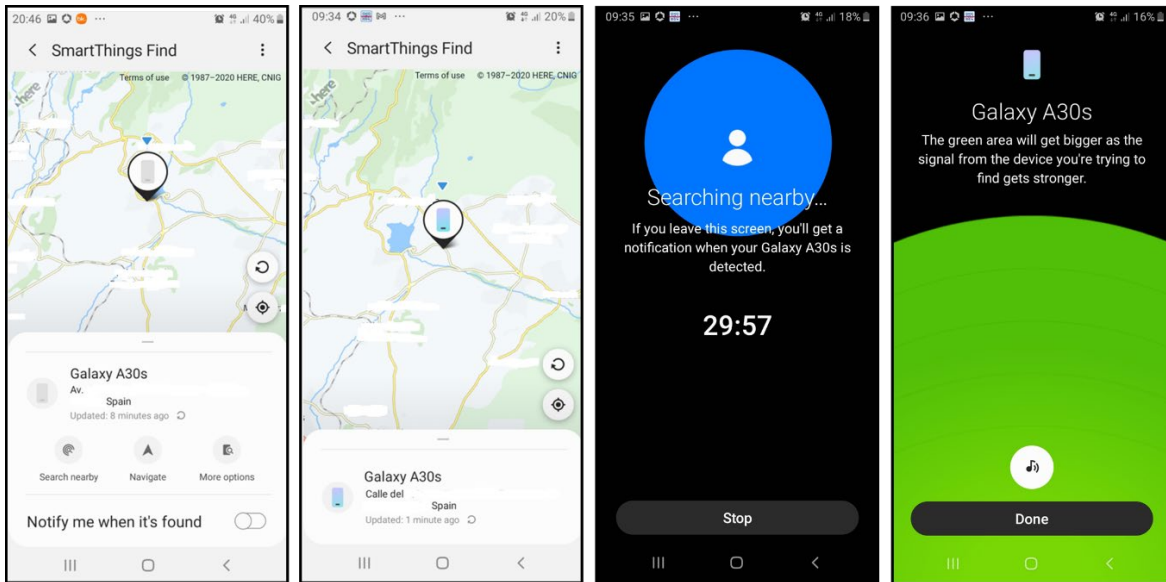 20:46 ... 40%
SmartThings Find
Terms of use © 1987–2020 HERE, CNIG
here
Galaxy A30s
Av.
Spain
Updated: 8 minutes ago
Search nearby Navigate More options
Notify me when it's found
09:34 ... 20%
SmartThings Find
Terms of use © 1987–2020 HERE, CNIG
here
Galaxy A30s
Calle del
Spain
Updated: 1 minute ago
09:35 ... 18%
Searching nearby...
If you leave this screen, you'll get a
notification when your Galaxy A30s is
detected.
29:57
Stop
09:36 ... 16%
Galaxy A30s
The green area will get bigger as the
signal from the device you're trying to
find gets stronger.
Done